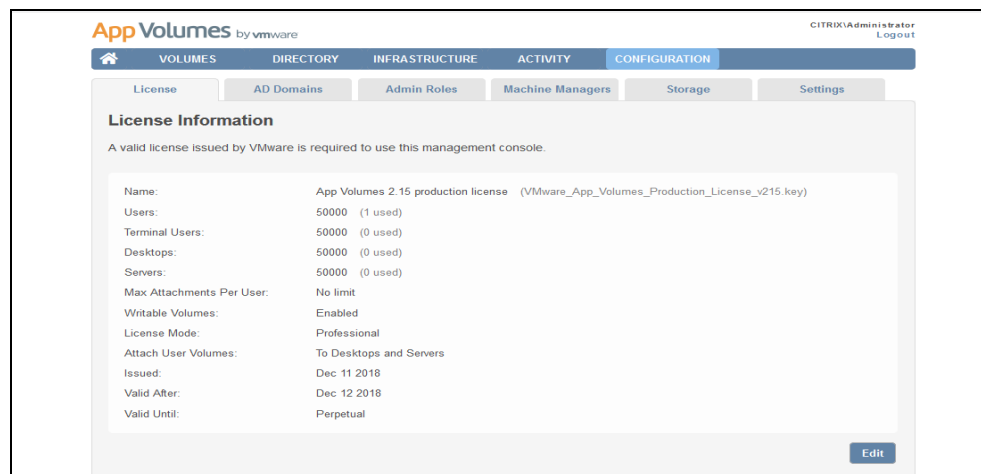 App Volumes by vmware
CITRIX\Administrator
Logout
VOLUMES DIRECTORY INFRASTRUCTURE ACTIVITY CONFIGURATION
License AD Domains Admin Roles Machine Managers Storage Settings
License Information
A valid license issued by VMware is required to use this management console.
Name: App Volumes 2.15 production license (VMware_App_Volumes_Production_License_v215.key)
Users: 50000 (1 used)
Terminal Users: 50000 (0 used)
Desktops: 50000 (0 used)
Servers: 50000 (0 used)
Max Attachments Per User: No limit
Writable Volumes: Enabled
License Mode: Professional
Attach User Volumes: To Desktops and Servers
Issued: Dec 11 2018
Valid After: Dec 12 2018
Valid Until: Perpetual
Edit